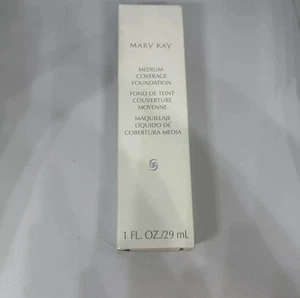 MARY KAY
MEDIUM-
COVERAGE
FOUNDATION
FOND DE TEINT
COUVERTURE
MOYENNE
MAQUILLAJE
LÍQUIDO DE
COBERTURA MEDIA
1 FL. OZ./29 mL